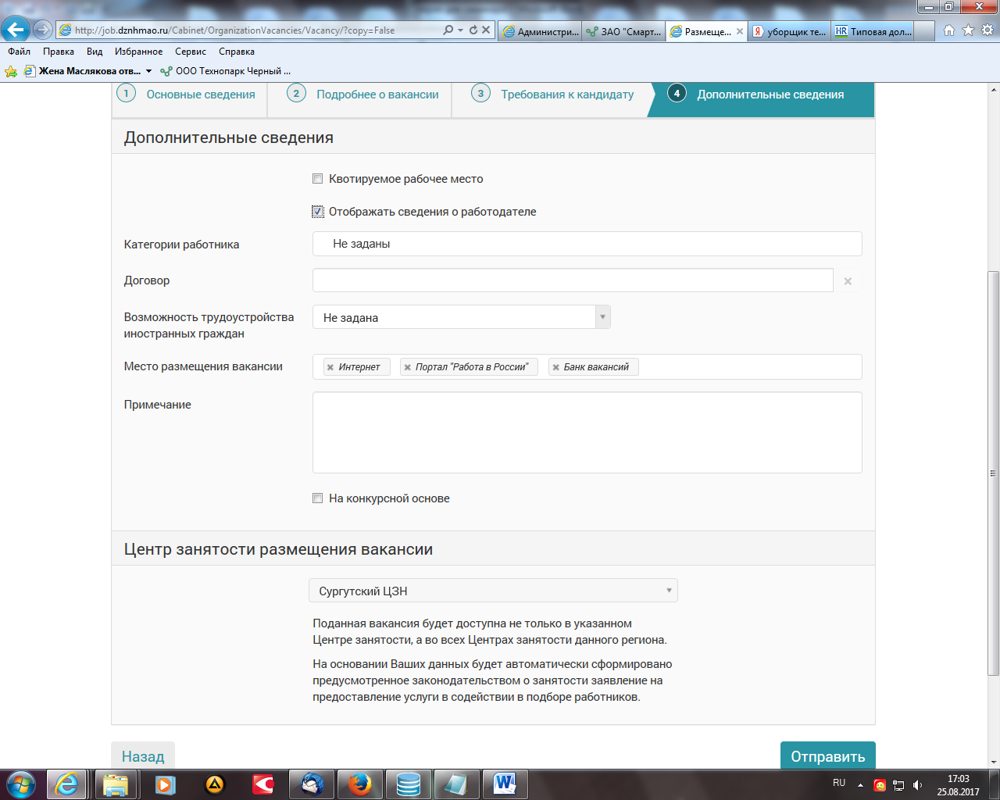 http://job.dznhmao.ru/Cabinet/OrganizationVacancies/Vacancy/?copy=False
Администри...
ЗАО "Смарт...
Размеще...
уборщик те...
HR Типовая дол...
Файл Правка Вид Избранное Сервис Справка
Жена Маслякова отв...
ООО Технопарк Черный ...
1 Основные сведения
2 Подробнее о вакансии
3 Требования к кандидату
4 Дополнительные сведения
Дополнительные сведения
Квотируемое рабочее место
Отображать сведения о работодателе
Категории работника
Не заданы
Договор
Возможность трудоустройства
иностранных граждан
Не задана
Место размещения вакансии
Интернет
Портал "Работа в России"
Банк вакансий
Примечание
На конкурсной основе
Центр занятости размещения вакансии
Сургутский ЦЗН
Поданная вакансия будет доступна не только в указанном
Центре занятости, а во всех Центрах занятости данного региона.
На основании Ваших данных будет автоматически сформировано
предусмотренное законодательством о занятости заявление на
предоставление услуги в содействии в подборе работников.
Назад
Отправить
RU
17:03
25.08.2017